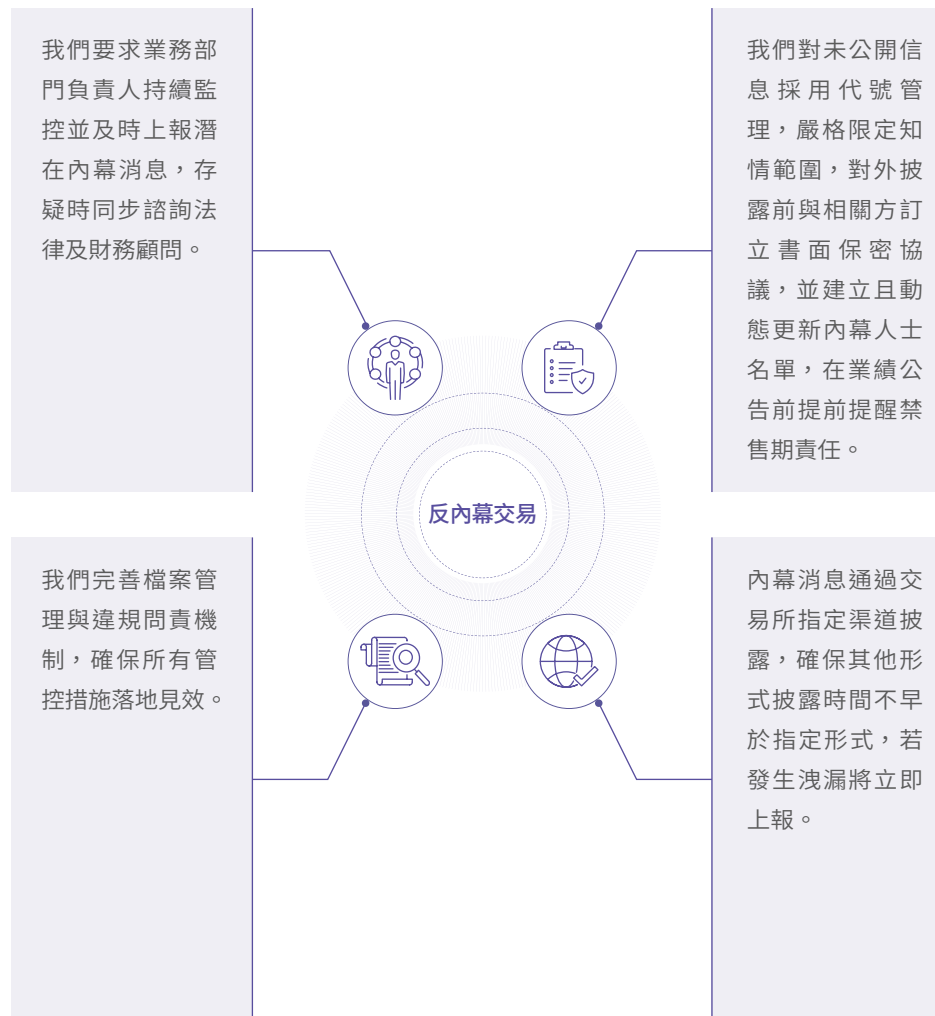 我們要求業務部
門負責人持續監
控並及時上報潛
在內幕消息，存
疑時同步諮詢法
律及財務顧問。
我們對未公開信
息採用代號管
理，嚴格限定知
情範圍，對外披
露前與相關方訂
立書面保密協
議，並建立且動
態更新內幕人士
名單，在業績公
告前提前提醒禁
售期責任。
反內幕交易
我們完善檔案管
理與違規問責機
制，確保所有管
控措施落地見效。
內幕消息通過交
易所指定渠道披
露，確保其他形
式披露時間不早
於指定形式，若
發生洩漏將立即
上報。